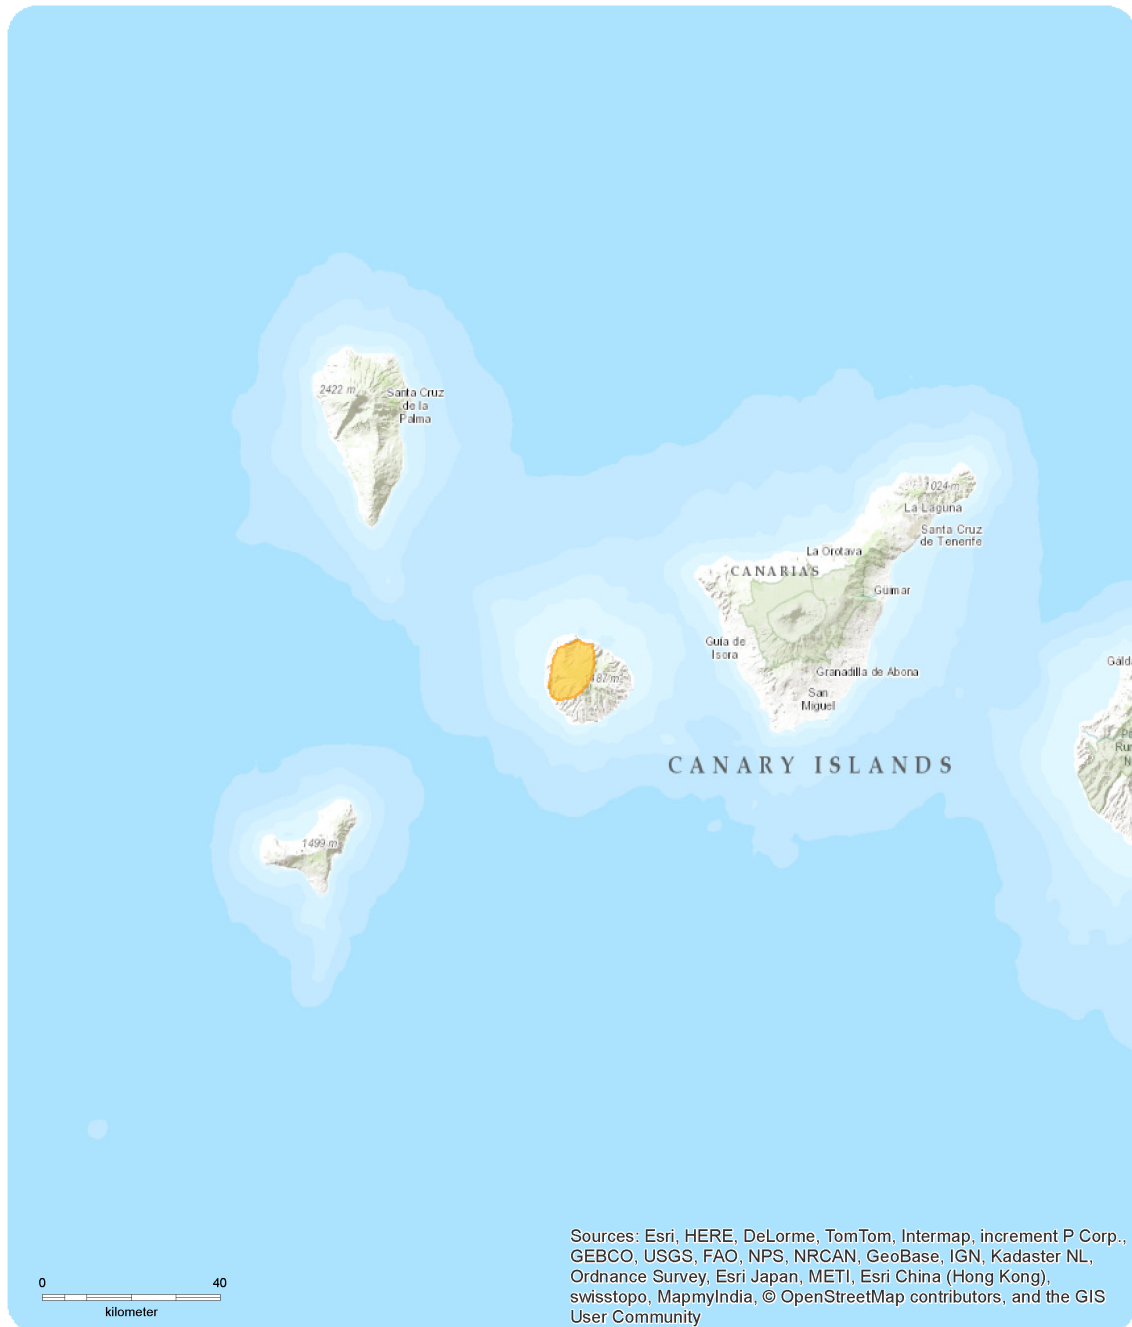 2422 m
Santa Cruz
de la
Palma
1024 m
La Laguna
Santa Cruz
de Tenerife
La Orotava
CANARIAS
Güimar
Guía de
Isora
Granadilla de Abona
San
Miguel
CANARY ISLANDS
1499 m
0 40
kilometer
Sources: Esri, HERE, DeLorme, TomTom, Intermap, increment P Corp.,
GEBCO, USGS, FAO, NPS, NRCAN, GeoBase, IGN, Kadaster NL,
Ordnance Survey, Esri Japan, METI, Esri China (Hong Kong),
swisstopo, MapmyIndia, © OpenStreetMap contributors, and the GIS
User Community